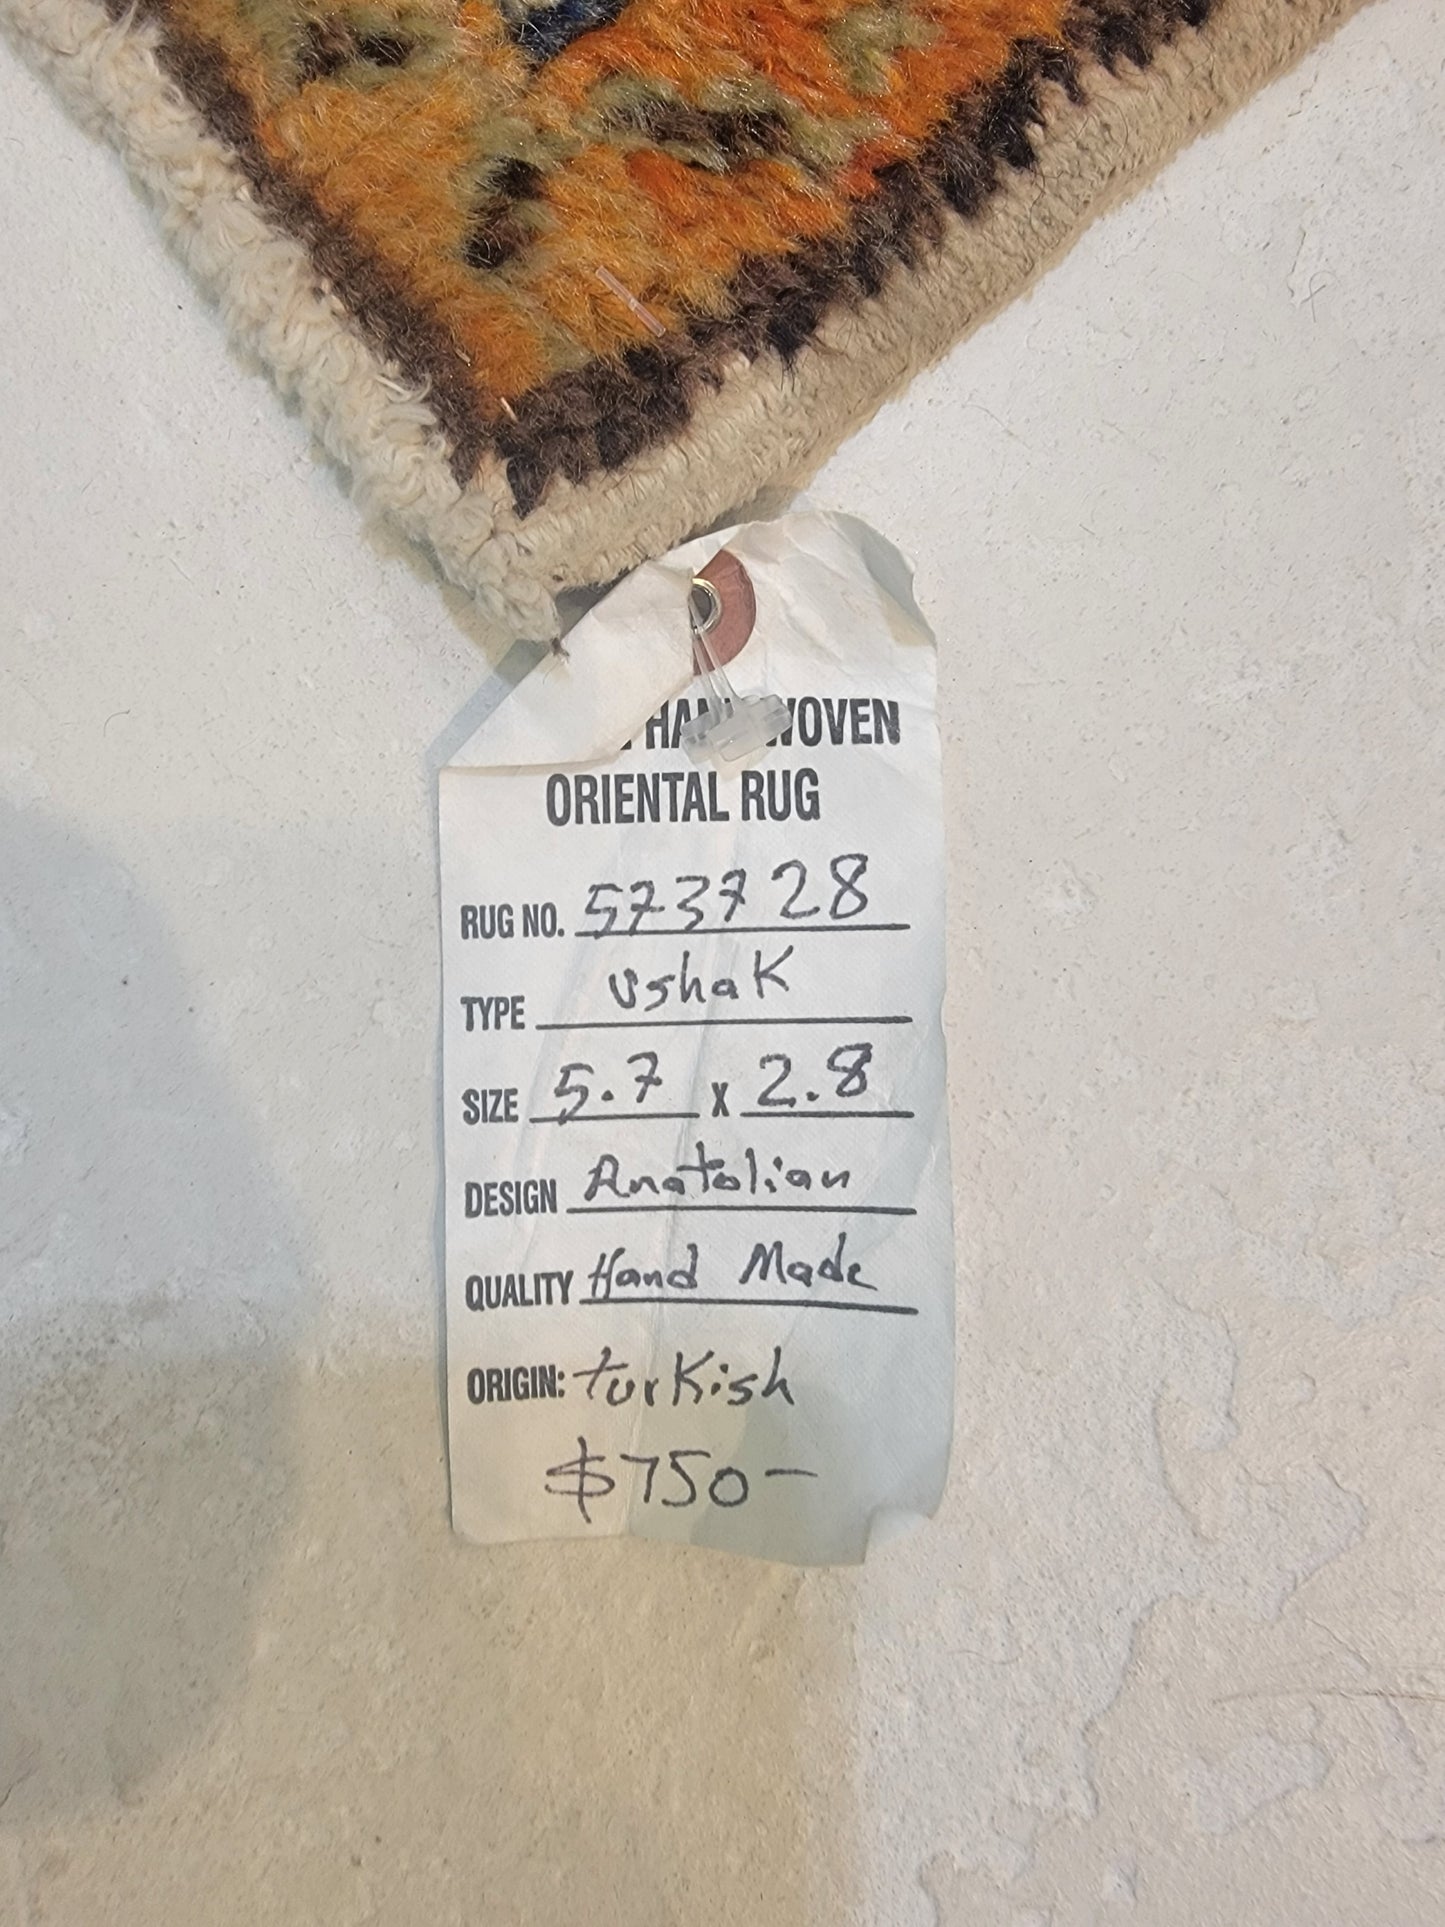 WOVEN
ORIENTAL RUG
RUG NO. 573728
TYPE Ushak
SIZE 5.7 X 2.8
DESIGN Anatolian
QUALITY Hand Made
ORIGIN: turkish
$750-